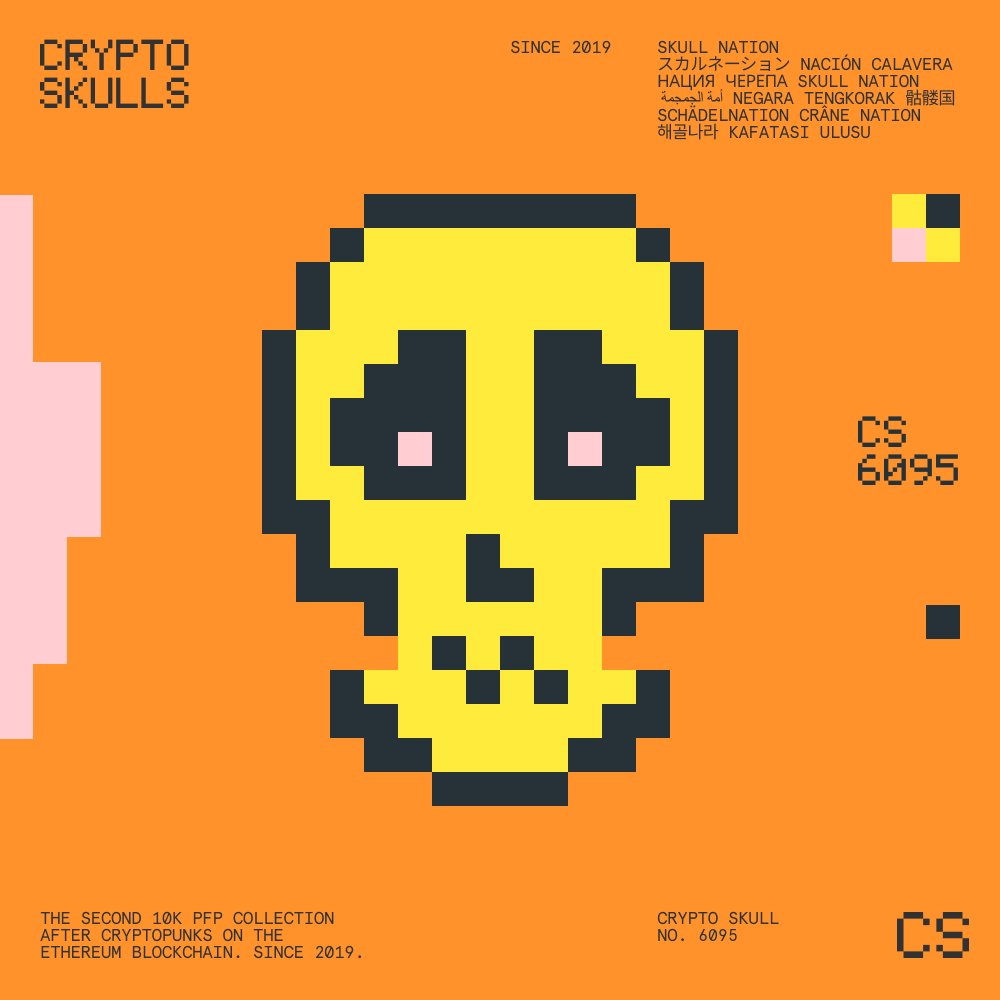 CRYPTO
SKULLS
SINCE 2019
SKULL NATION
スカルネーション NACIÓN CALAVERA
НАЦИЯ ЧЕРЕПА SKULL NATION
أمة الجمجمة NEGARA TENGKORAK 骷髅国
SCHÄDELNATION CRÂNE NATION
해골나라 KAFATASI ULUSU
CS
6095
THE SECOND 10K PFP COLLECTION
AFTER CRYPTOPUNKS ON THE
ETHEREUM BLOCKCHAIN. SINCE 2019.
CRYPTO SKULL
NO. 6095
CS